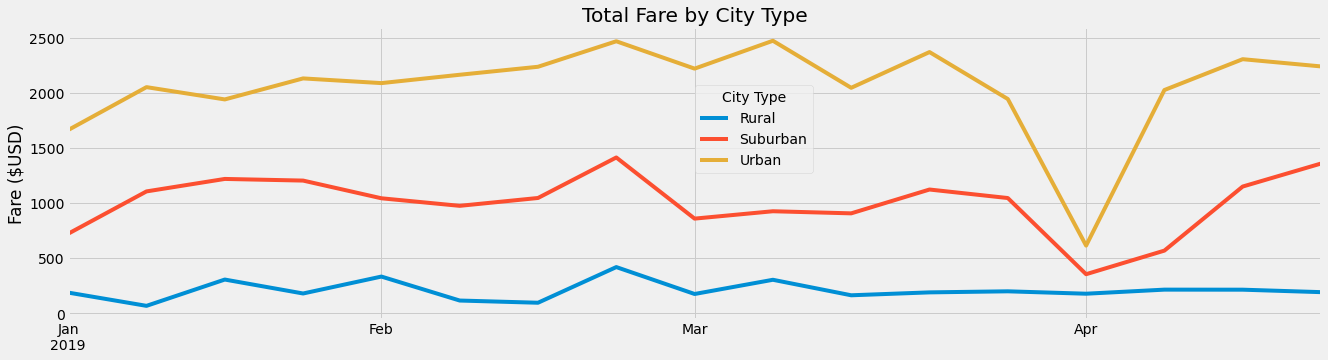 Total Fare by City Type
Fare ($USD)
2500
2000
1500
1000
500
0
City Type
Rural
Suburban
Urban
Jan
2019
Feb
Mar
Apr